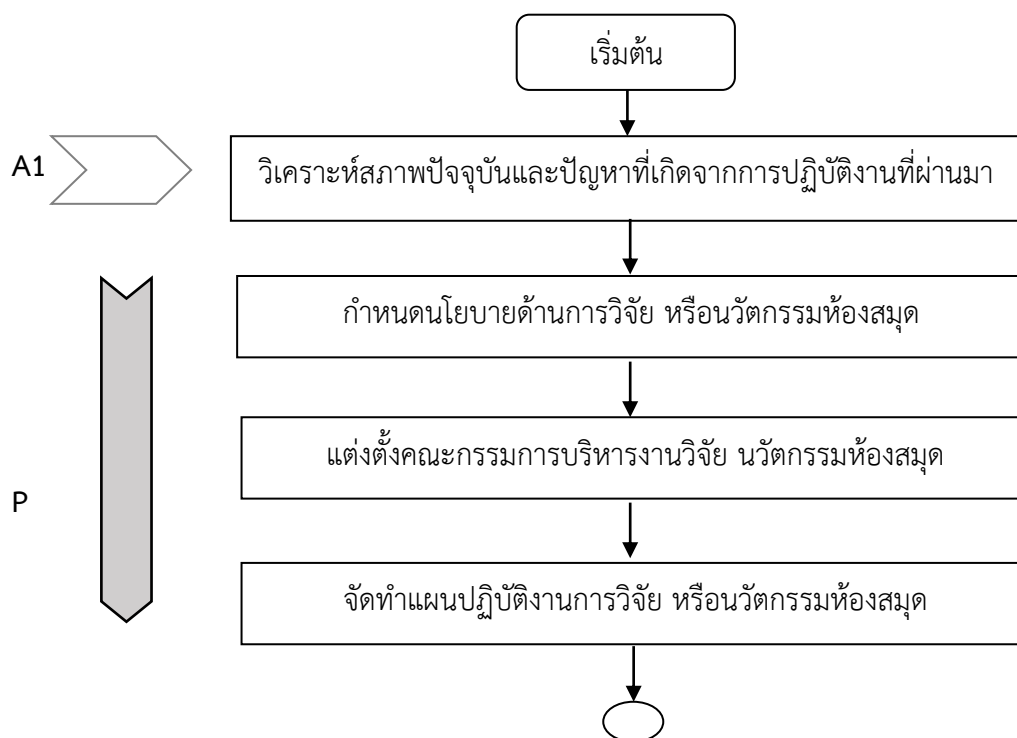 เริ่มต้น
A1
วิเคราะห์สภาพปัจจุบันและปัญหาที่เกิดจากการปฏิบัติงานที่ผ่านมา
กำหนดนโยบายด้านการวิจัย หรือนวัตกรรมห้องสมุด
แต่งตั้งคณะกรรมการบริหารงานวิจัย นวัตกรรมห้องสมุด
P
จัดทำแผนปฏิบัติงานการวิจัย หรือนวัตกรรมห้องสมุด